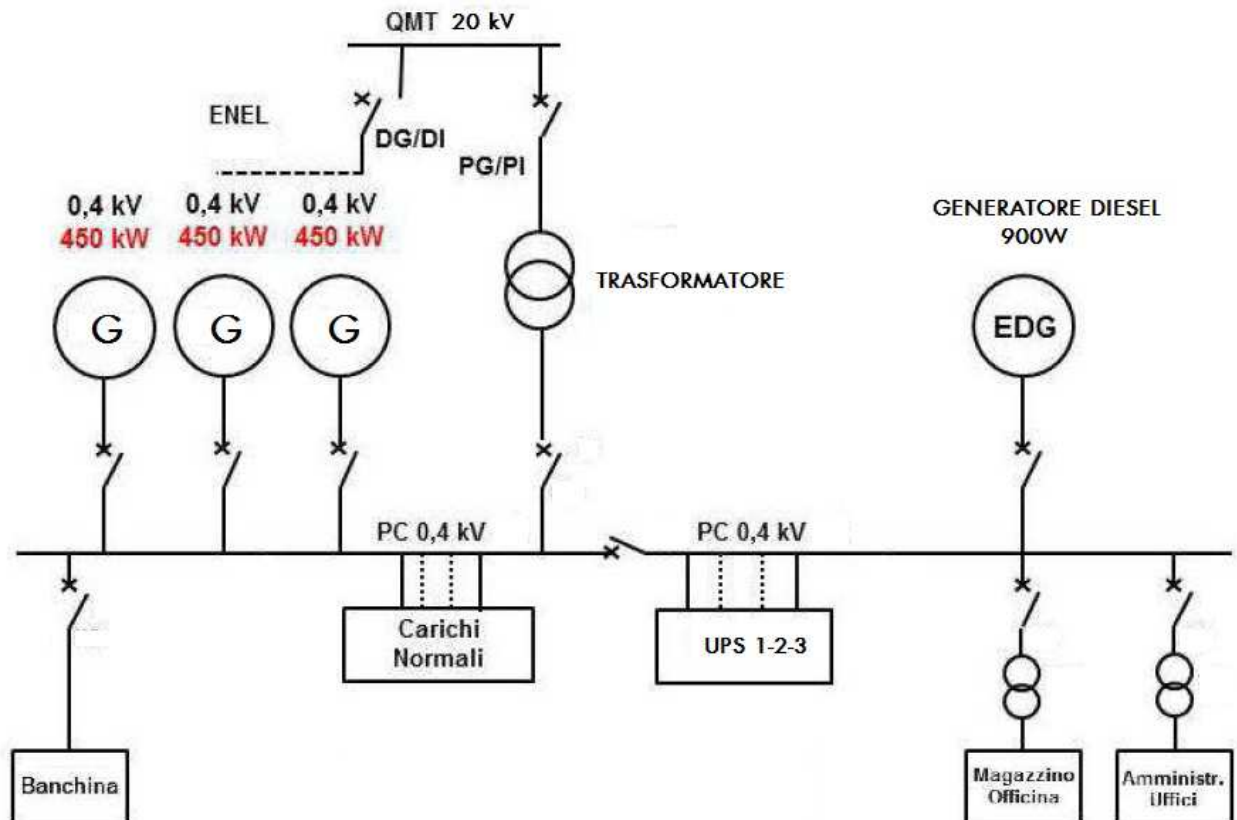 QMT 20 kV
ENEL
DG/DI
PG/PI
0,4 kV 0,4 kV 0,4 kV
450 kW 450 kW 450 kW
GENERATORE DIESEL
900W
TRASFORMATORE
G G G
EDG
PC 0,4 kV
PC 0,4 kV
Carichi
Normali
UPS 1-2-3
Banchina
Magazzino
Officina
Amministr.
Uffici